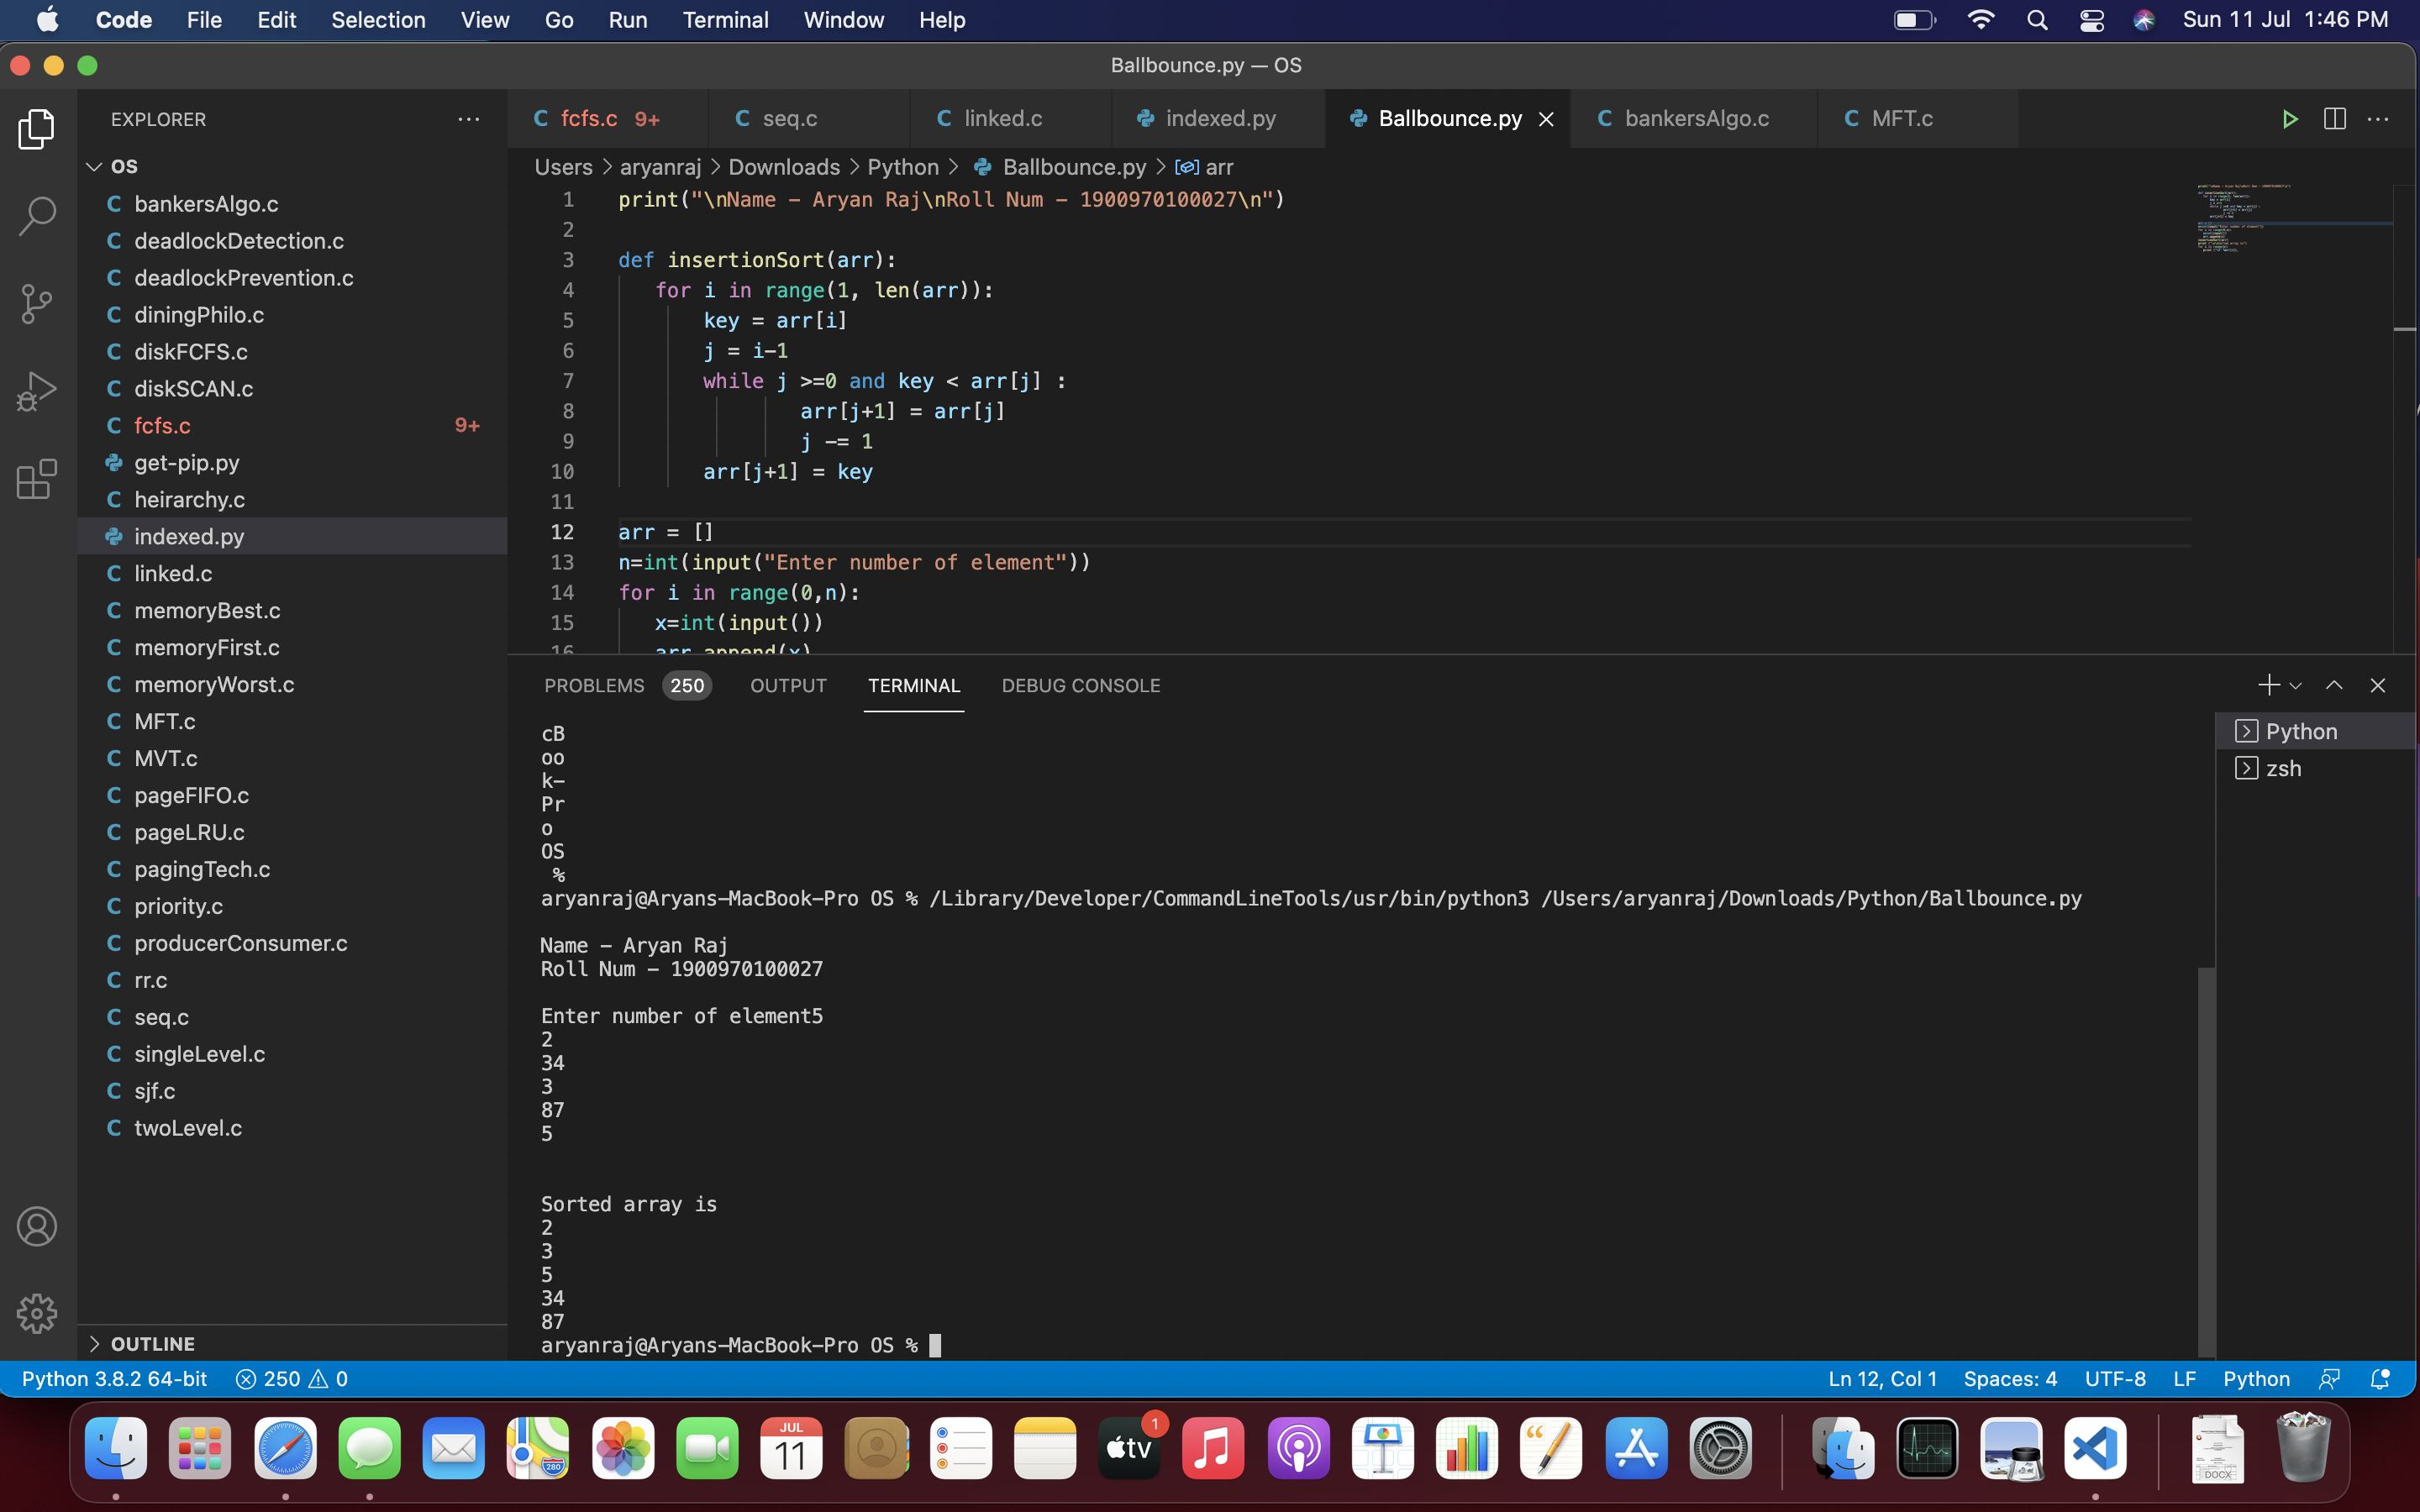 Code File Edit Selection View Go Run Terminal Window Help Sun 11 Jul 1:46 PM
Ballbounce.py — OS
EXPLORER
OS
bankersAlgo.c
deadlockDetection.c
deadlockPrevention.c
diningPhilo.c
diskFCFS.c
diskSCAN.c
fcfs.c 9+
get-pip.py
heirarchy.c
indexed.py
linked.c
memoryBest.c
memoryFirst.c
memoryWorst.c
MFT.c
MVT.c
pageFIFO.c
pageLRU.c
pagingTech.c
priority.c
producerConsumer.c
rr.c
seq.c
singleLevel.c
sjf.c
twoLevel.c
OUTLINE
fcfs.c 9+ seq.c linked.c indexed.py Ballbounce.py bankersAlgo.c MFT.c
Users > aryanraj > Downloads > Python > Ballbounce.py > arr
1 print("\nName - Aryan Raj\nRoll Num - 1900970100027\n")
2
3 def insertionSort(arr):
4 for i in range(1, len(arr)):
5 key = arr[i]
6 j = i-1
7 while j >=0 and key < arr[j] :
8 arr[j+1] = arr[j]
9 j -= 1
10 arr[j+1] = key
11
12 arr = []
13 n=int(input("Enter number of element"))
14 for i in range(0,n):
15 x=int(input())
16 arr.append(x)
PROBLEMS 250 OUTPUT TERMINAL DEBUG CONSOLE
cB
oo
k-
Pr
o
OS
%
aryanraj@Aryans-MacBook-Pro OS % /Library/Developer/CommandLineTools/usr/bin/python3 /Users/aryanraj/Downloads/Python/Ballbounce.py
Name - Aryan Raj
Roll Num - 1900970100027
Enter number of element5
2
34
3
87
5
Sorted array is
2
3
5
34
87
aryanraj@Aryans-MacBook-Pro OS %
Python
zsh
Python 3.8.2 64-bit 250 0 Ln 12, Col 1 Spaces: 4 UTF-8 LF Python
280
JUL
11
tv
1
DOCX